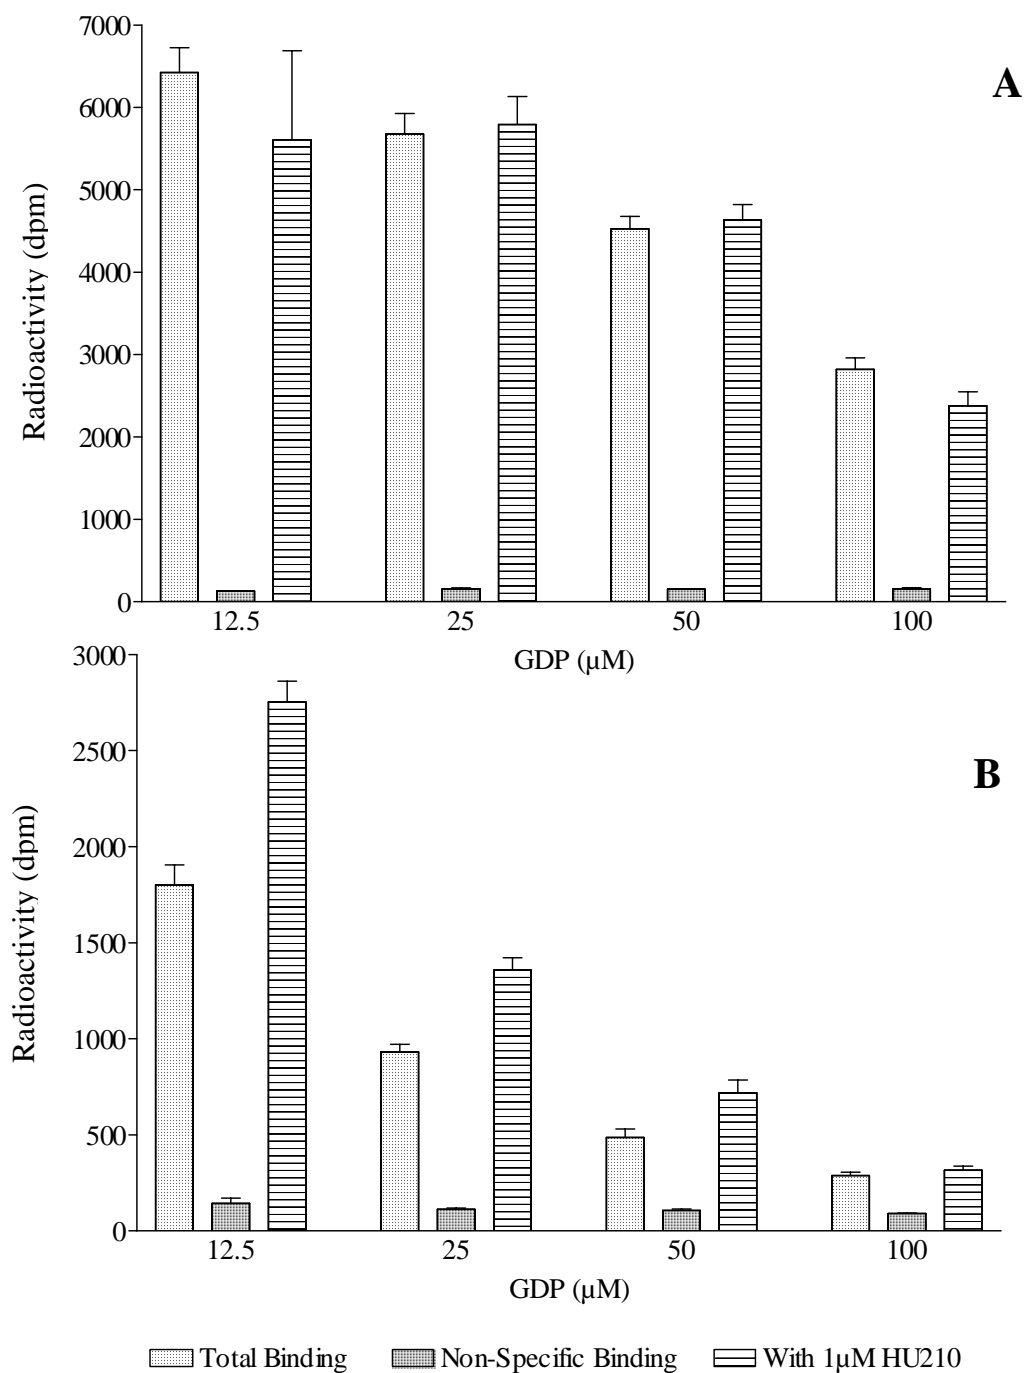 7000
A
6000
5000
4000
3000
2000
1000
0
Radioactivity (dpm)
12.5 25 50 100
GDP (µM)
3000
2500
B
2000
1500
1000
500
0
Radioactivity (dpm)
12.5 25 50 100
GDP (µM)
Total Binding Non-Specific Binding With 1µM HU210